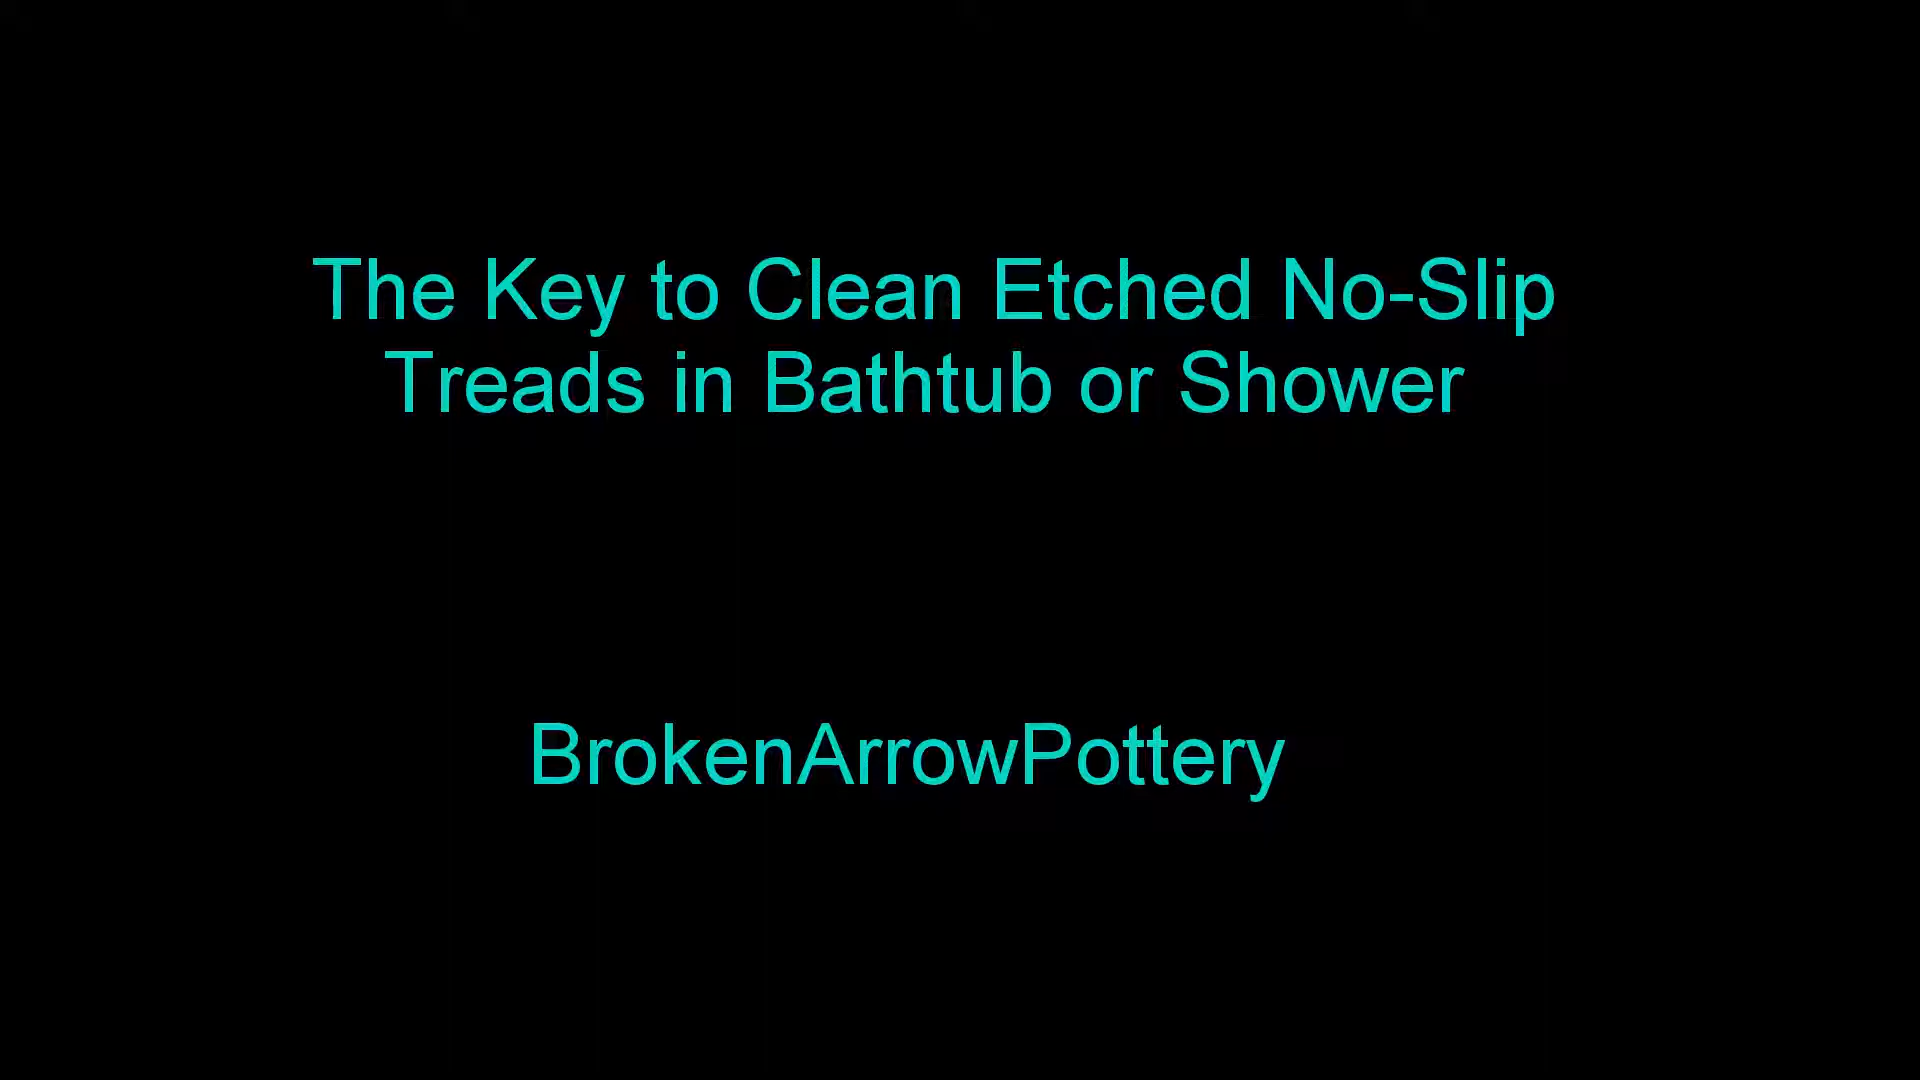 The Key to Clean Etched No-Slip
Treads in Bathtub or Shower
BrokenArrowPottery